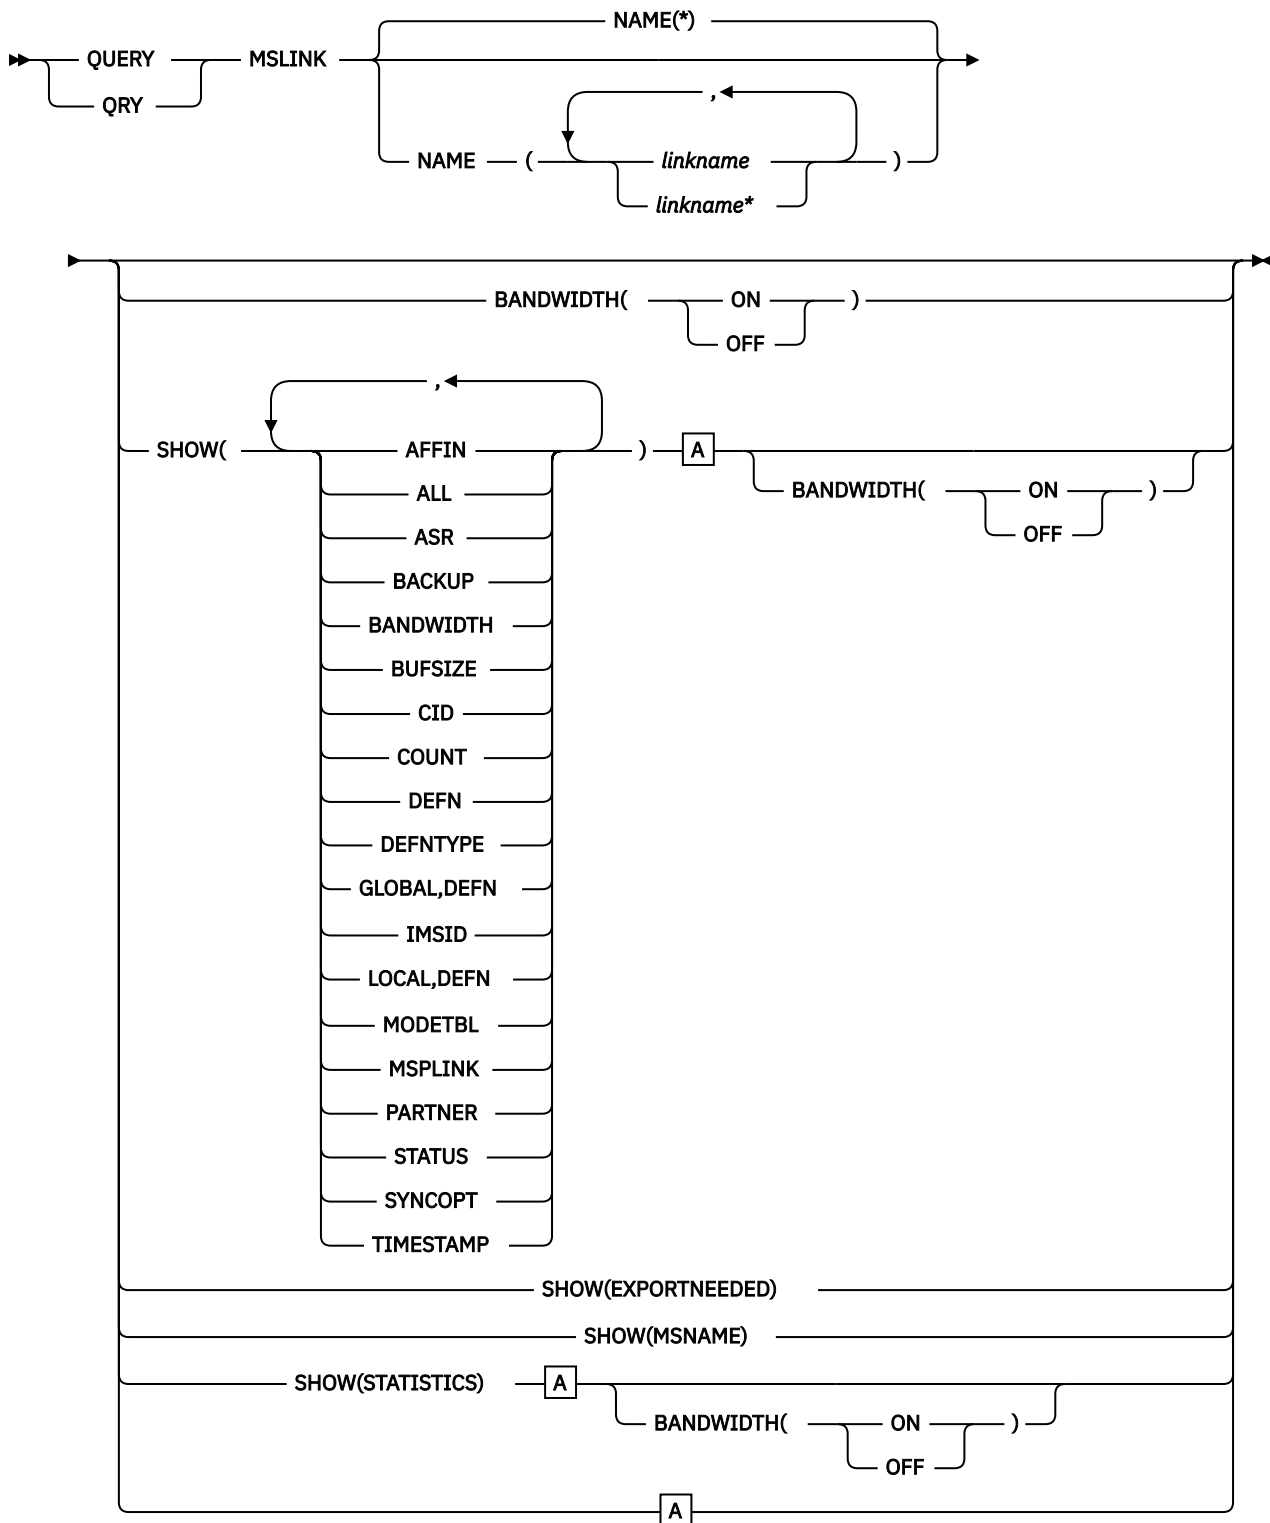 NAME(*)
QUERY MSLINK
QRY
,
NAME ( linkname )
linkname*
BANDWIDTH( ON )
OFF
,
SHOW( AFFIN ) A
ALL
BANDWIDTH( ON )
ASR OFF
BACKUP
BANDWIDTH
BUFSIZE
CID
COUNT
DEFN
DEFNTYPE
GLOBAL,DEFN
IMSID
LOCAL,DEFN
MODETBL
MSPLINK
PARTNER
STATUS
SYNCOPT
TIMESTAMP
SHOW(EXPORTNEEDED)
SHOW(MSNAME)
SHOW(STATISTICS) A
BANDWIDTH( ON )
OFF
A